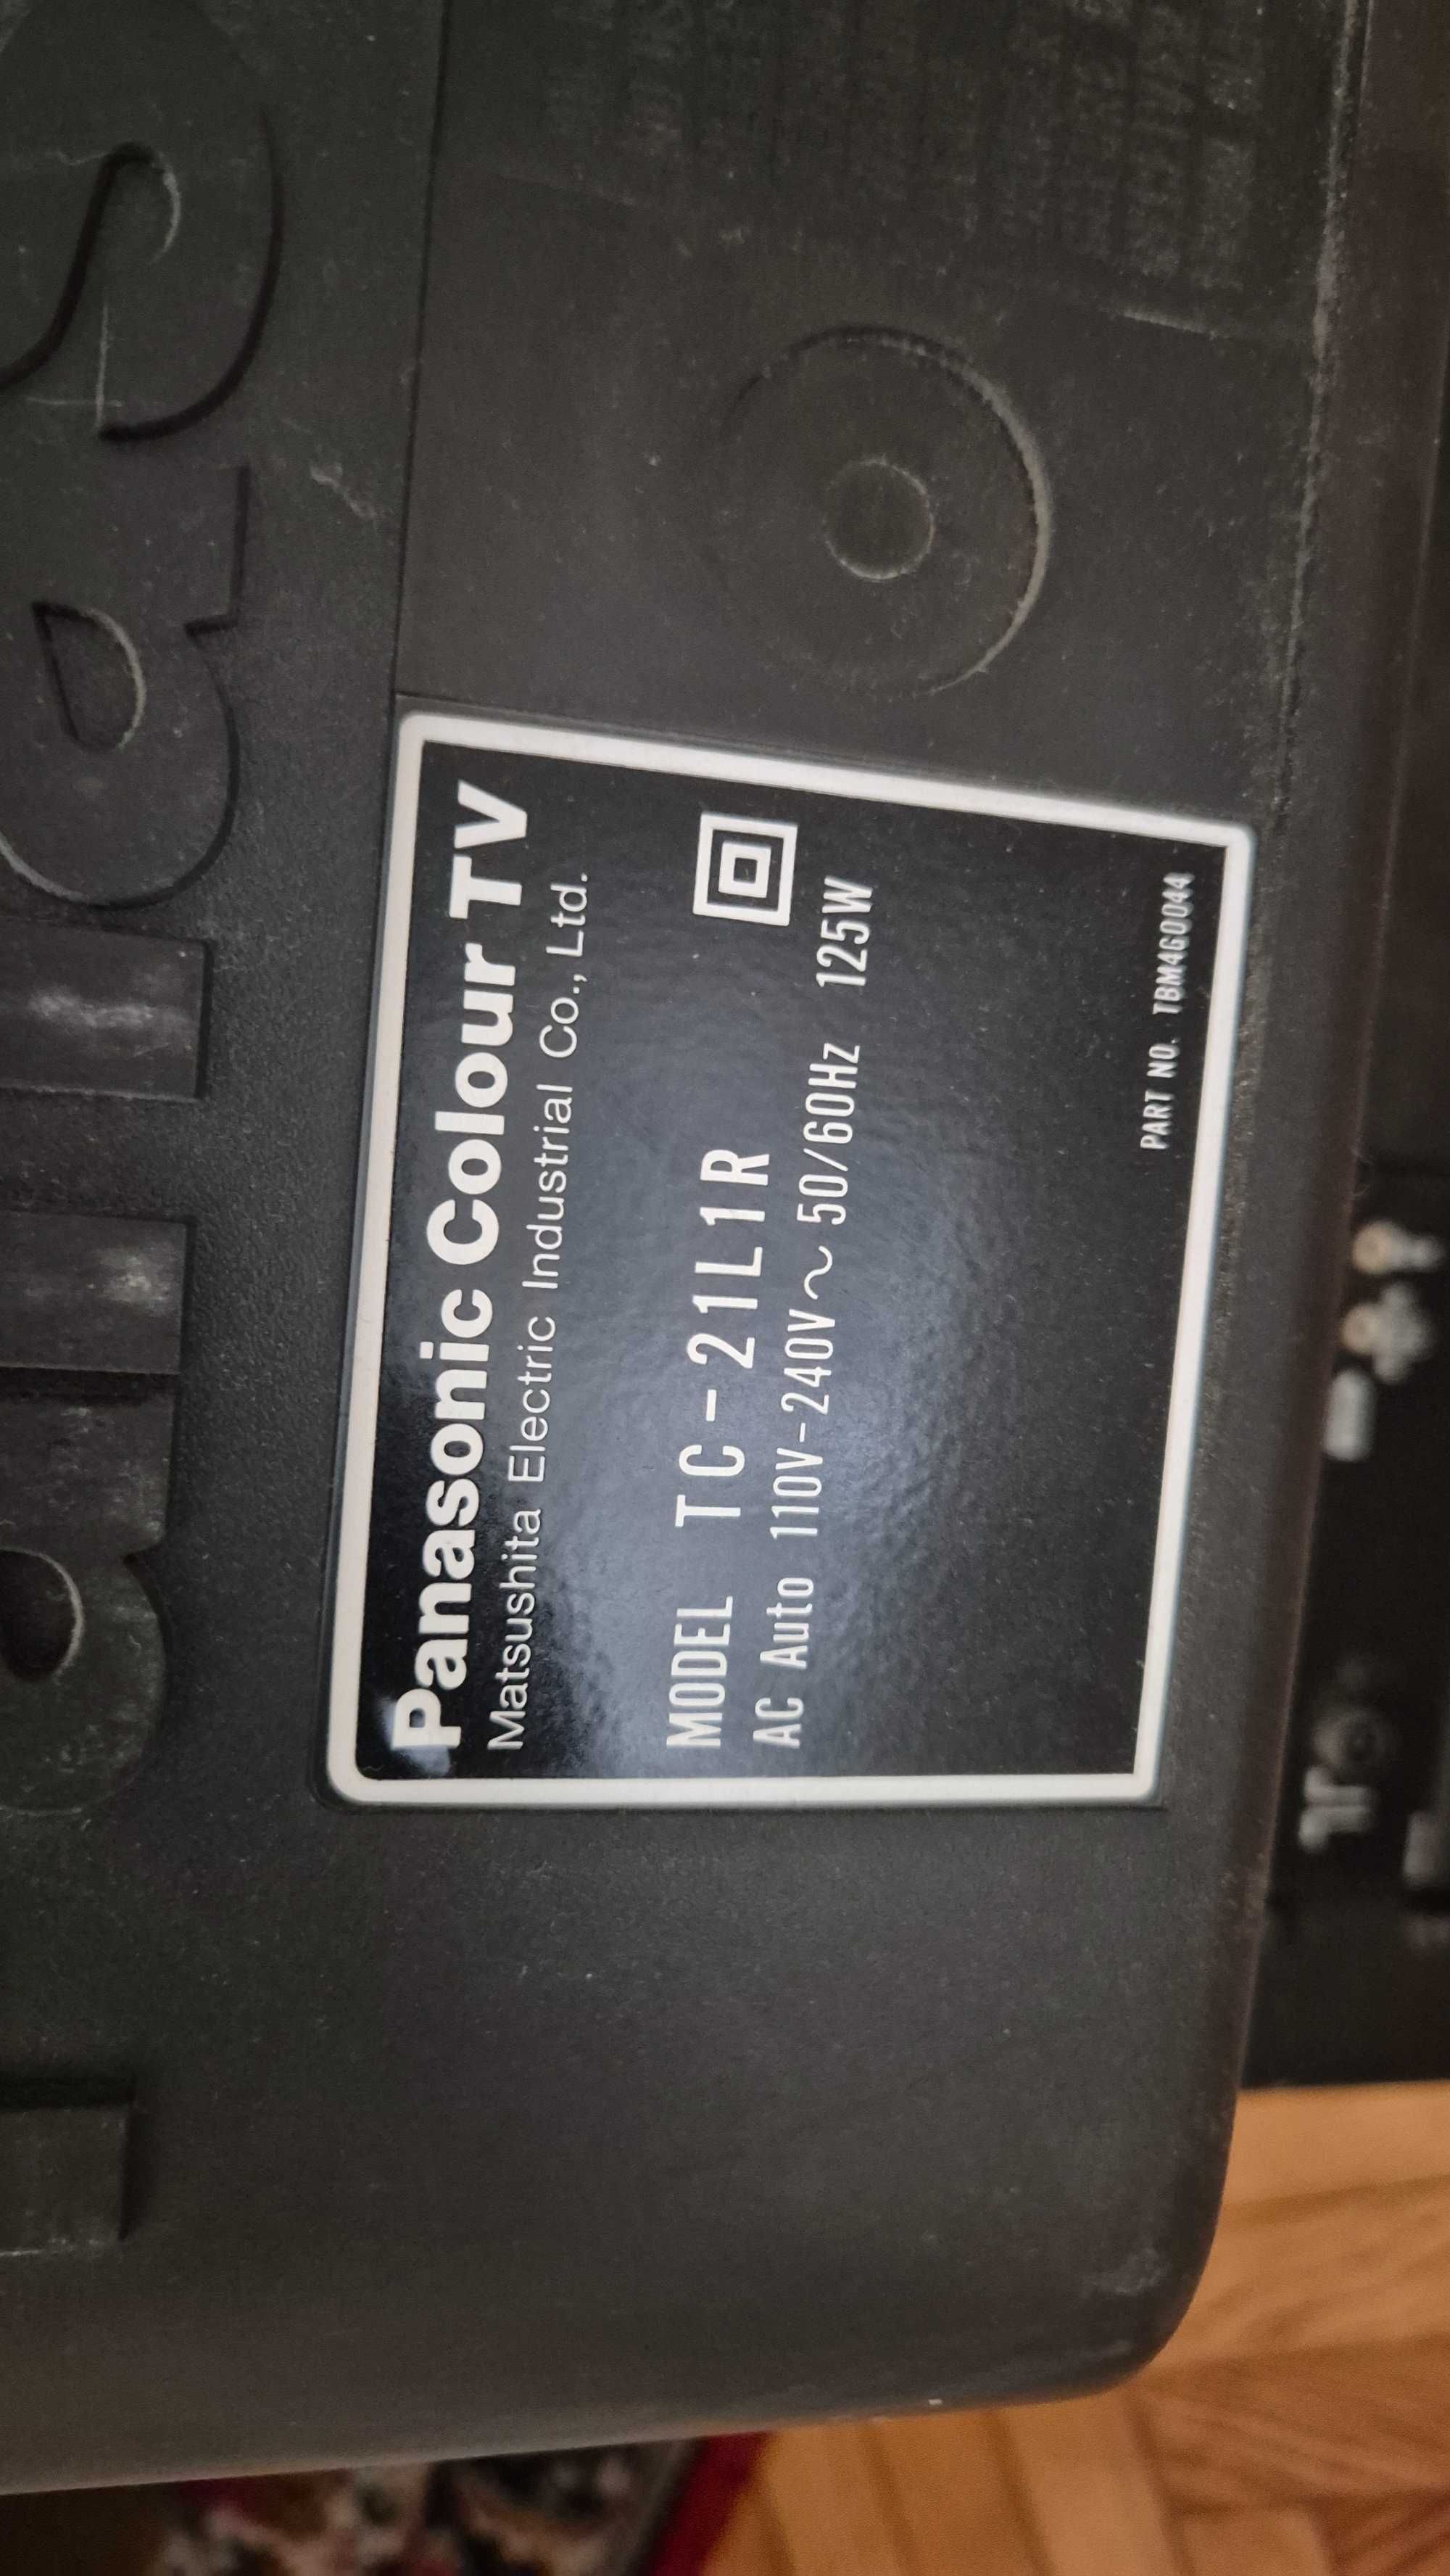 Panasonic Colour TV
Matsushita Electric Industrial Co., Ltd.
MODEL TC-21L1R
AC Auto 110V-240V~50/60Hz 125W
PART NO. TBM4G0044
Panas